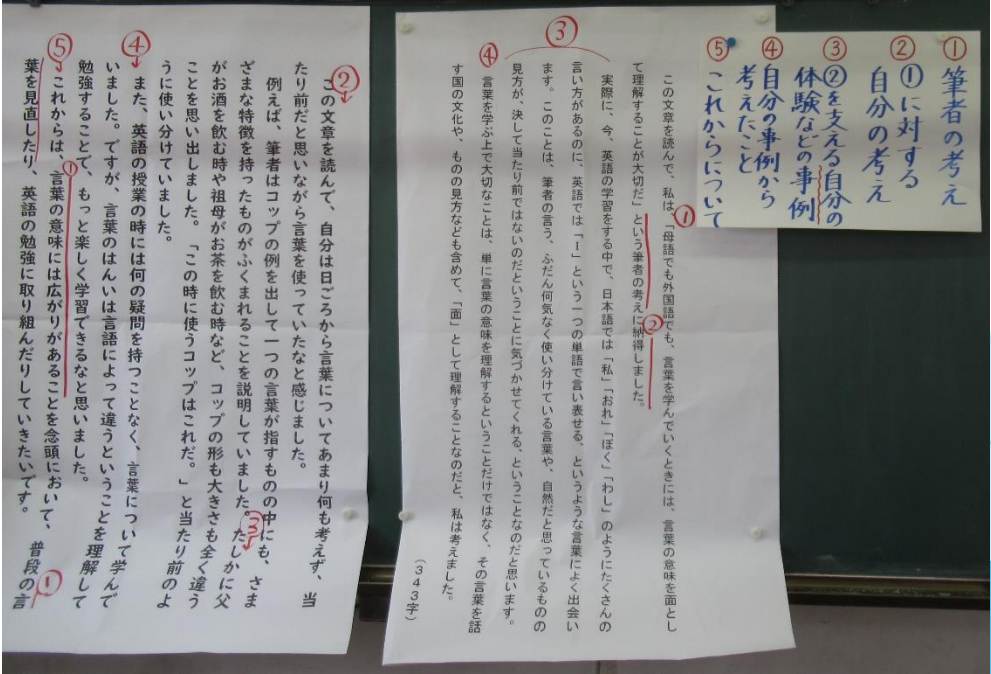 ①筆者の考え
②①に対する
自分の考え
③②を支える自分の
体験などの事例
④自分の事例から
考えたこと
⑤これからについて
①
②
③
④
この文章を読んで、私は、「母語でも外国語でも、言葉を学んでいくときには、言葉の意味を面とし
て理解することが大切だ」という筆者の考えに納得しました。
実際に、今、英語の学習をする中で、日本語では「私」「おれ」「ぼく」「わし」のようにたくさんの
言い方があるのに、英語では「I」という一つの単語で言い表せる、というような言葉によく出会い
ます。このことは、筆者の言う、ふだん何気なく使い分けている言葉や、自然だと思っているものの
見方が、決して当たり前ではないのだということに気づかせてくれる、ということなのだと思います。
言葉を学ぶ上で大切なことは、単に言葉の意味を理解するということだけではなく、その言葉を話
す国の文化や、ものの見方なども含めて、「面」として理解することなのだと、私は考えました。
(343字)
②
この文章を読んで、自分は日ごろから言葉についてあまり何も考えず、当
たり前だと思いながら言葉を使っていたなと感じました。
例えば、筆者はコップの例を出して一つの言葉が指すものの中にも、さま
ざまな特徴を持ったものがふくまれることを説明していました。③たしかに父
がお酒を飲む時や祖母がお茶を飲む時など、コップの形も大きさも全く違う
ことを思い出しました。「この時に使うコップはこれだ。」と当たり前のよ
うに使い分けていました。
④
また、英語の授業の時には何の疑問を持つことなく、言葉について学んで
いました。ですが、言葉のはんいは言語によって違うということを理解して
勉強することで、もっと楽しく学習できるなと思いました。
⑤
これからは、①言葉の意味には広がりがあることを念頭において、普段の言
葉を見直したり、英語の勉強に取り組んだりしていきたいです。
①